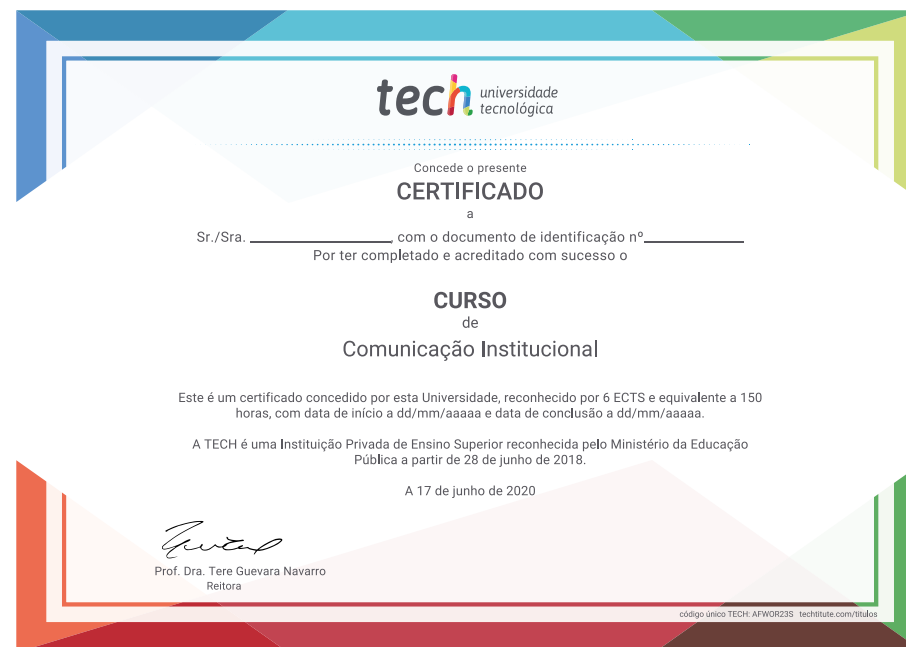 tech universidade
tecnológica
Concede o presente
CERTIFICADO
a
Sr./Sra. ________________, com o documento de identificação nº____________
Por ter completado e acreditado com sucesso o
CURSO
de
Comunicação Institucional
Este é um certificado concedido por esta Universidade, reconhecido por 6 ECTS e equivalente a 150
horas, com data de início a dd/mm/aaaaa e data de conclusão a dd/mm/aaaaa.
A TECH é uma Instituição Privada de Ensino Superior reconhecida pelo Ministério da Educação
Pública a partir de 28 de junho de 2018.
A 17 de junho de 2020
Prof. Dra. Tere Guevara Navarro
Reitora
código único TECH: AFWOR23S techtitute.com/titulos